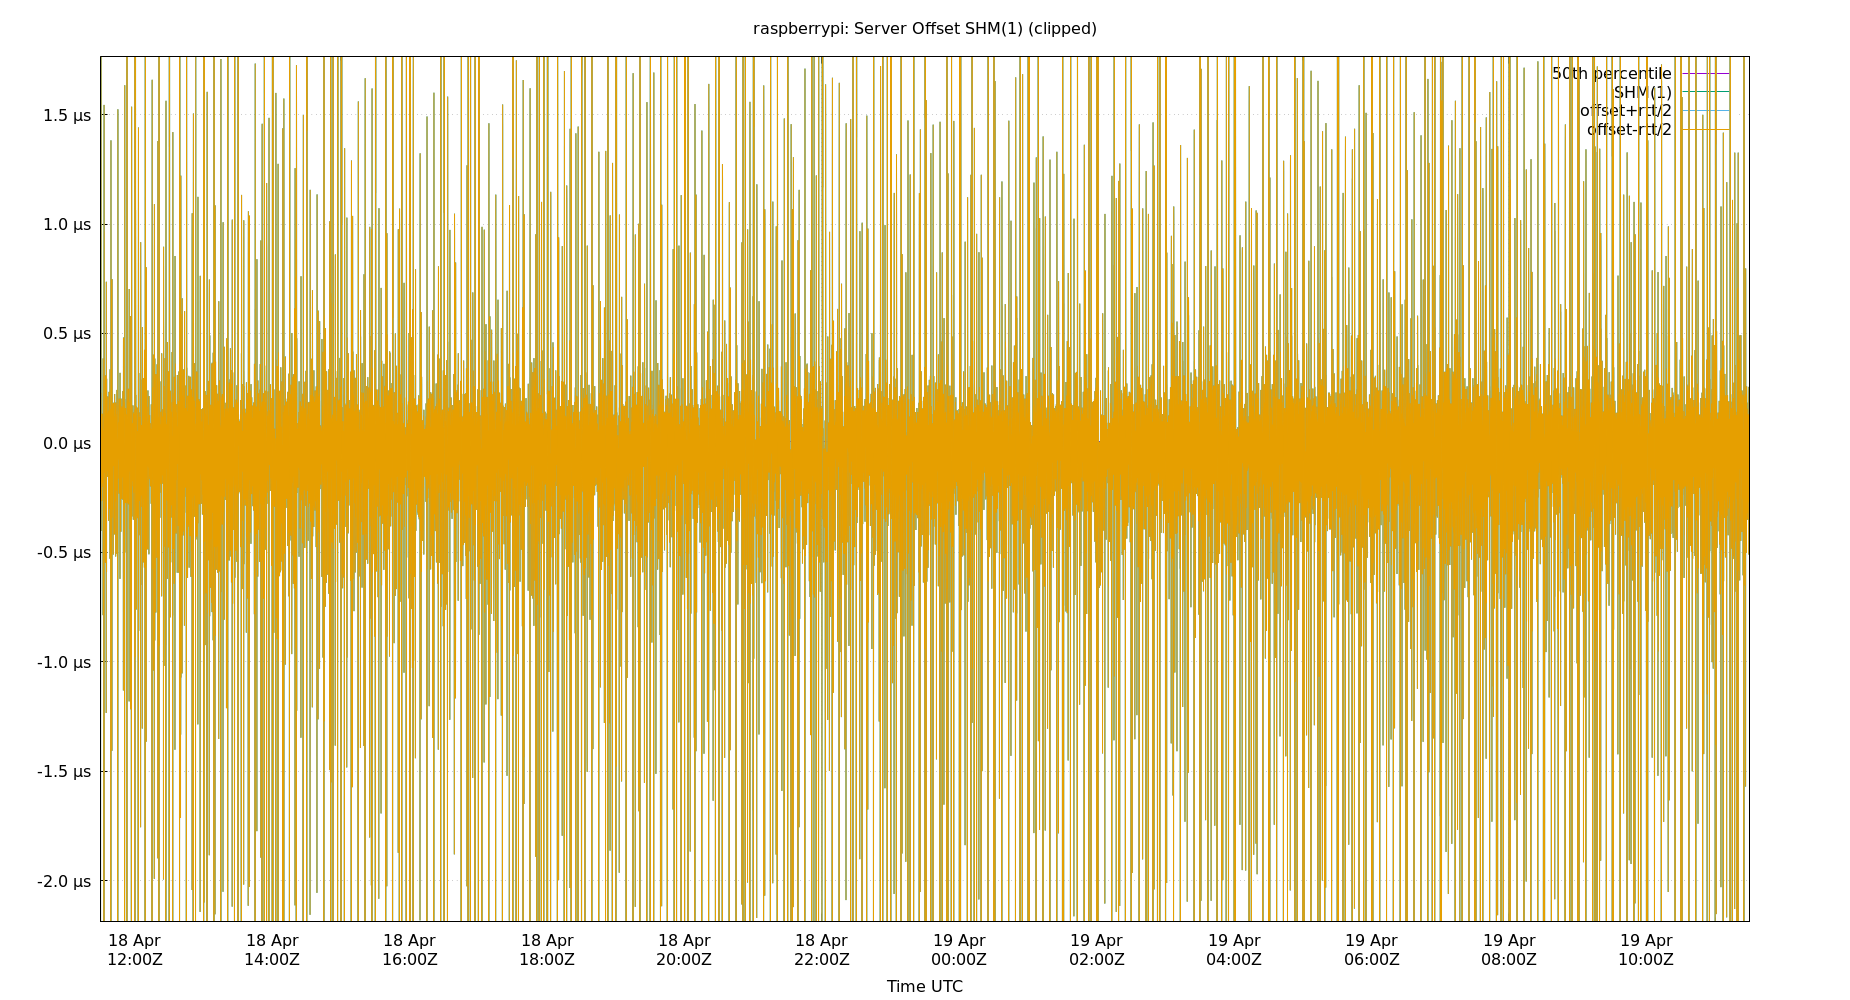 raspberrypi: Server Offset SHM(1) (clipped)
50th percentile
SHM(1)
offset+rtt/2
offset-rtt/2
1.5 µs
1.0 µs
0.5 µs
0.0 µs
-0.5 µs
-1.0 µs
-1.5 µs
-2.0 µs
18 Apr 18 Apr 18 Apr 18 Apr 18 Apr 18 Apr 19 Apr 19 Apr 19 Apr 19 Apr 19 Apr 19 Apr
12:00Z 14:00Z 16:00Z 18:00Z 20:00Z 22:00Z 00:00Z 02:00Z 04:00Z 06:00Z 08:00Z 10:00Z
Time UTC